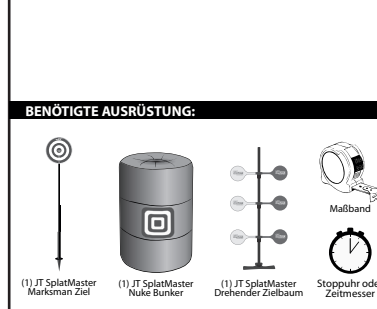 BENÖTIGTE AUSRÜSTUNG:
Maßband
(1) JT SplatMaster
Marksman Ziel
(1) JT SplatMaster
Nuke Bunker
(1) JT SplatMaster
Drehender Zielbaum
Stoppuhr ode
Zeitmesser